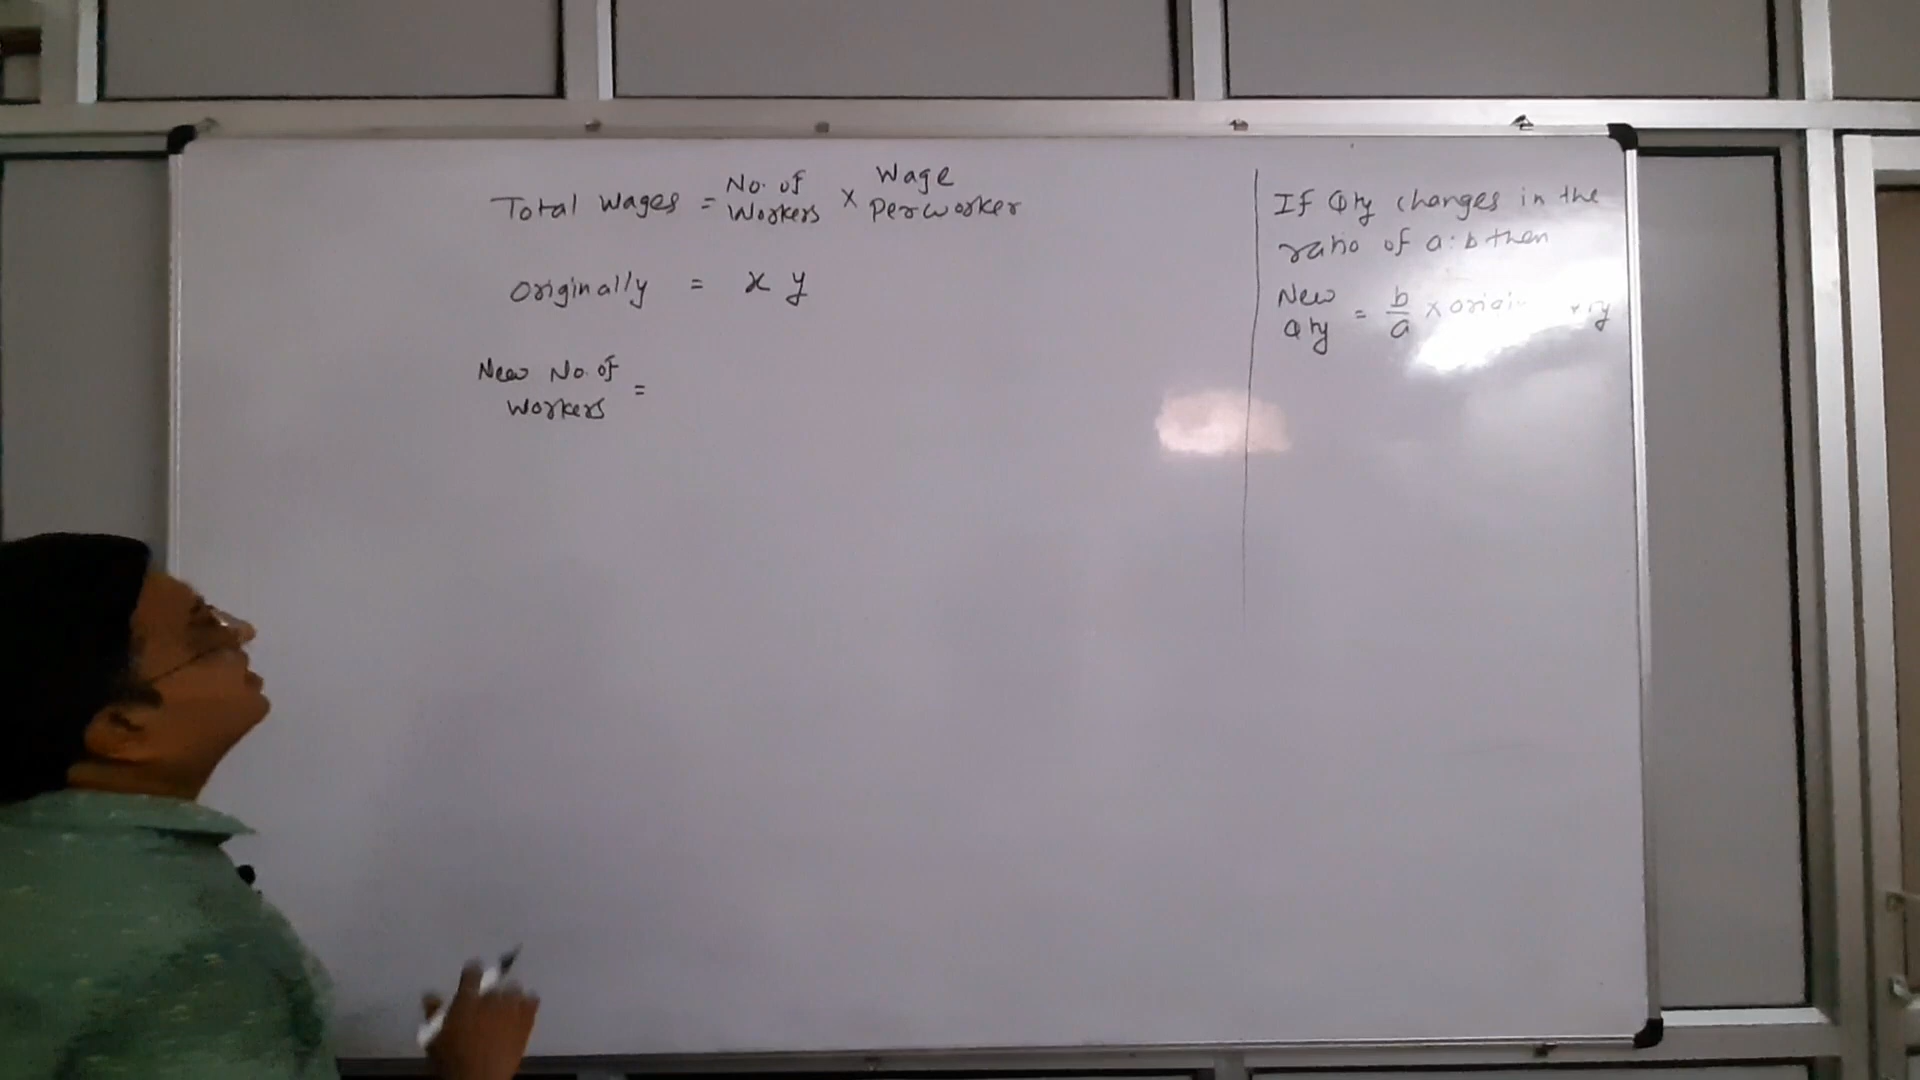 Total wages = No. of Workers × Wage Per worker
Originally = x y
New No. of Workers =
If Qty changes in the
ratio of a : b then
New Qty = b/a ×